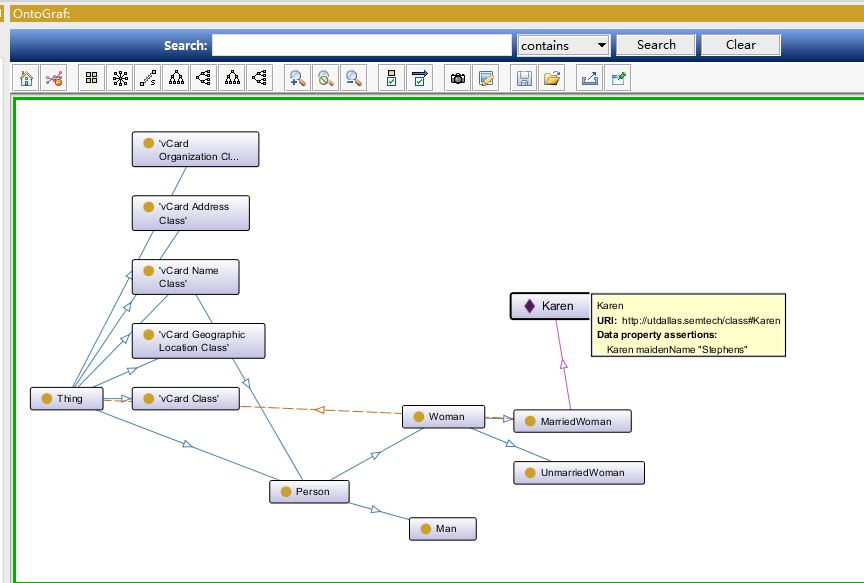 OntoGraf:
Search:
contains
Search
Clear
'vCard
Organization Cl...
'vCard Address
Class'
'vCard Name
Class'
'vCard Geographic
Location Class'
Thing
'vCard Class'
Karen
Karen
URI: http://utdallas.semtech/class#Karen
Data property assertions:
Karen maidenName "Stephens"
Woman
MarriedWoman
UnmarriedWoman
Person
Man